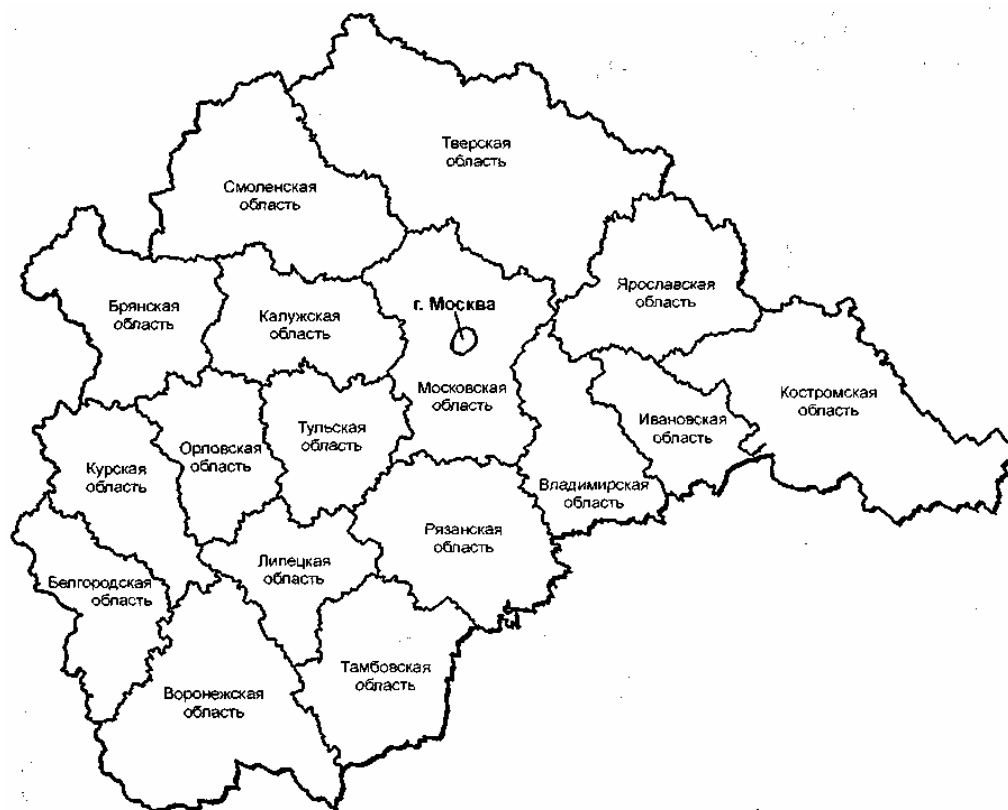 Тверская
область
Смоленская
область
Ярославская
область
Брянская
область
Калужская
область
г. Москва
Московская
область
Костромская
область
Ивановская
область
Тульская
область
Орловская
область
Курская
область
Владимирская
область
Рязанская
область
Липецкая
область
Белгородская
область
Тамбовская
область
Воронежская
область